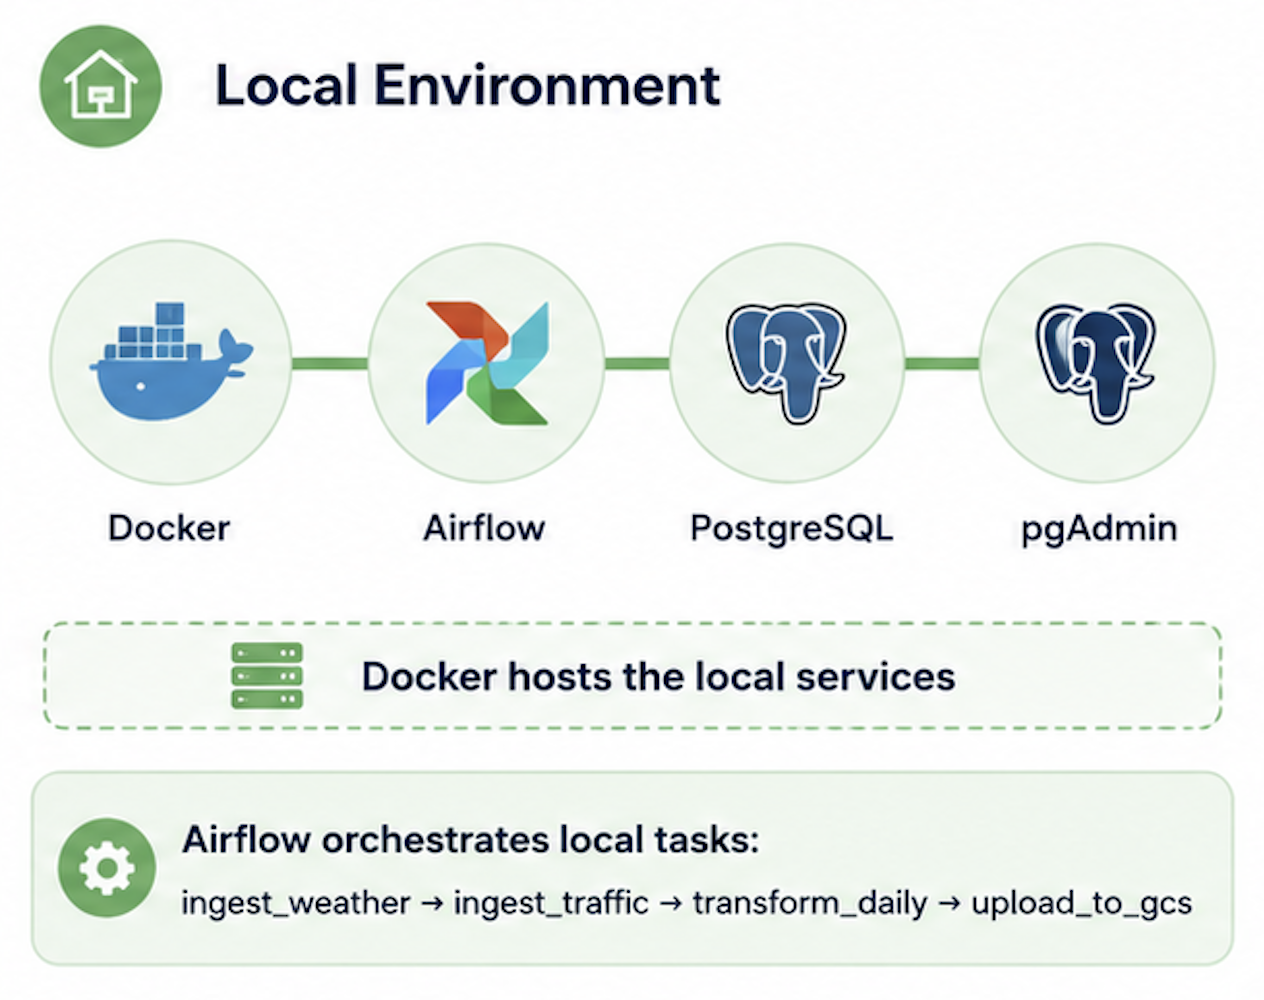 Local Environment
Docker
Airflow
PostgreSQL
pgAdmin
Docker hosts the local services
Airflow orchestrates local tasks:
ingest_weather → ingest_traffic → transform_daily → upload_to_gcs